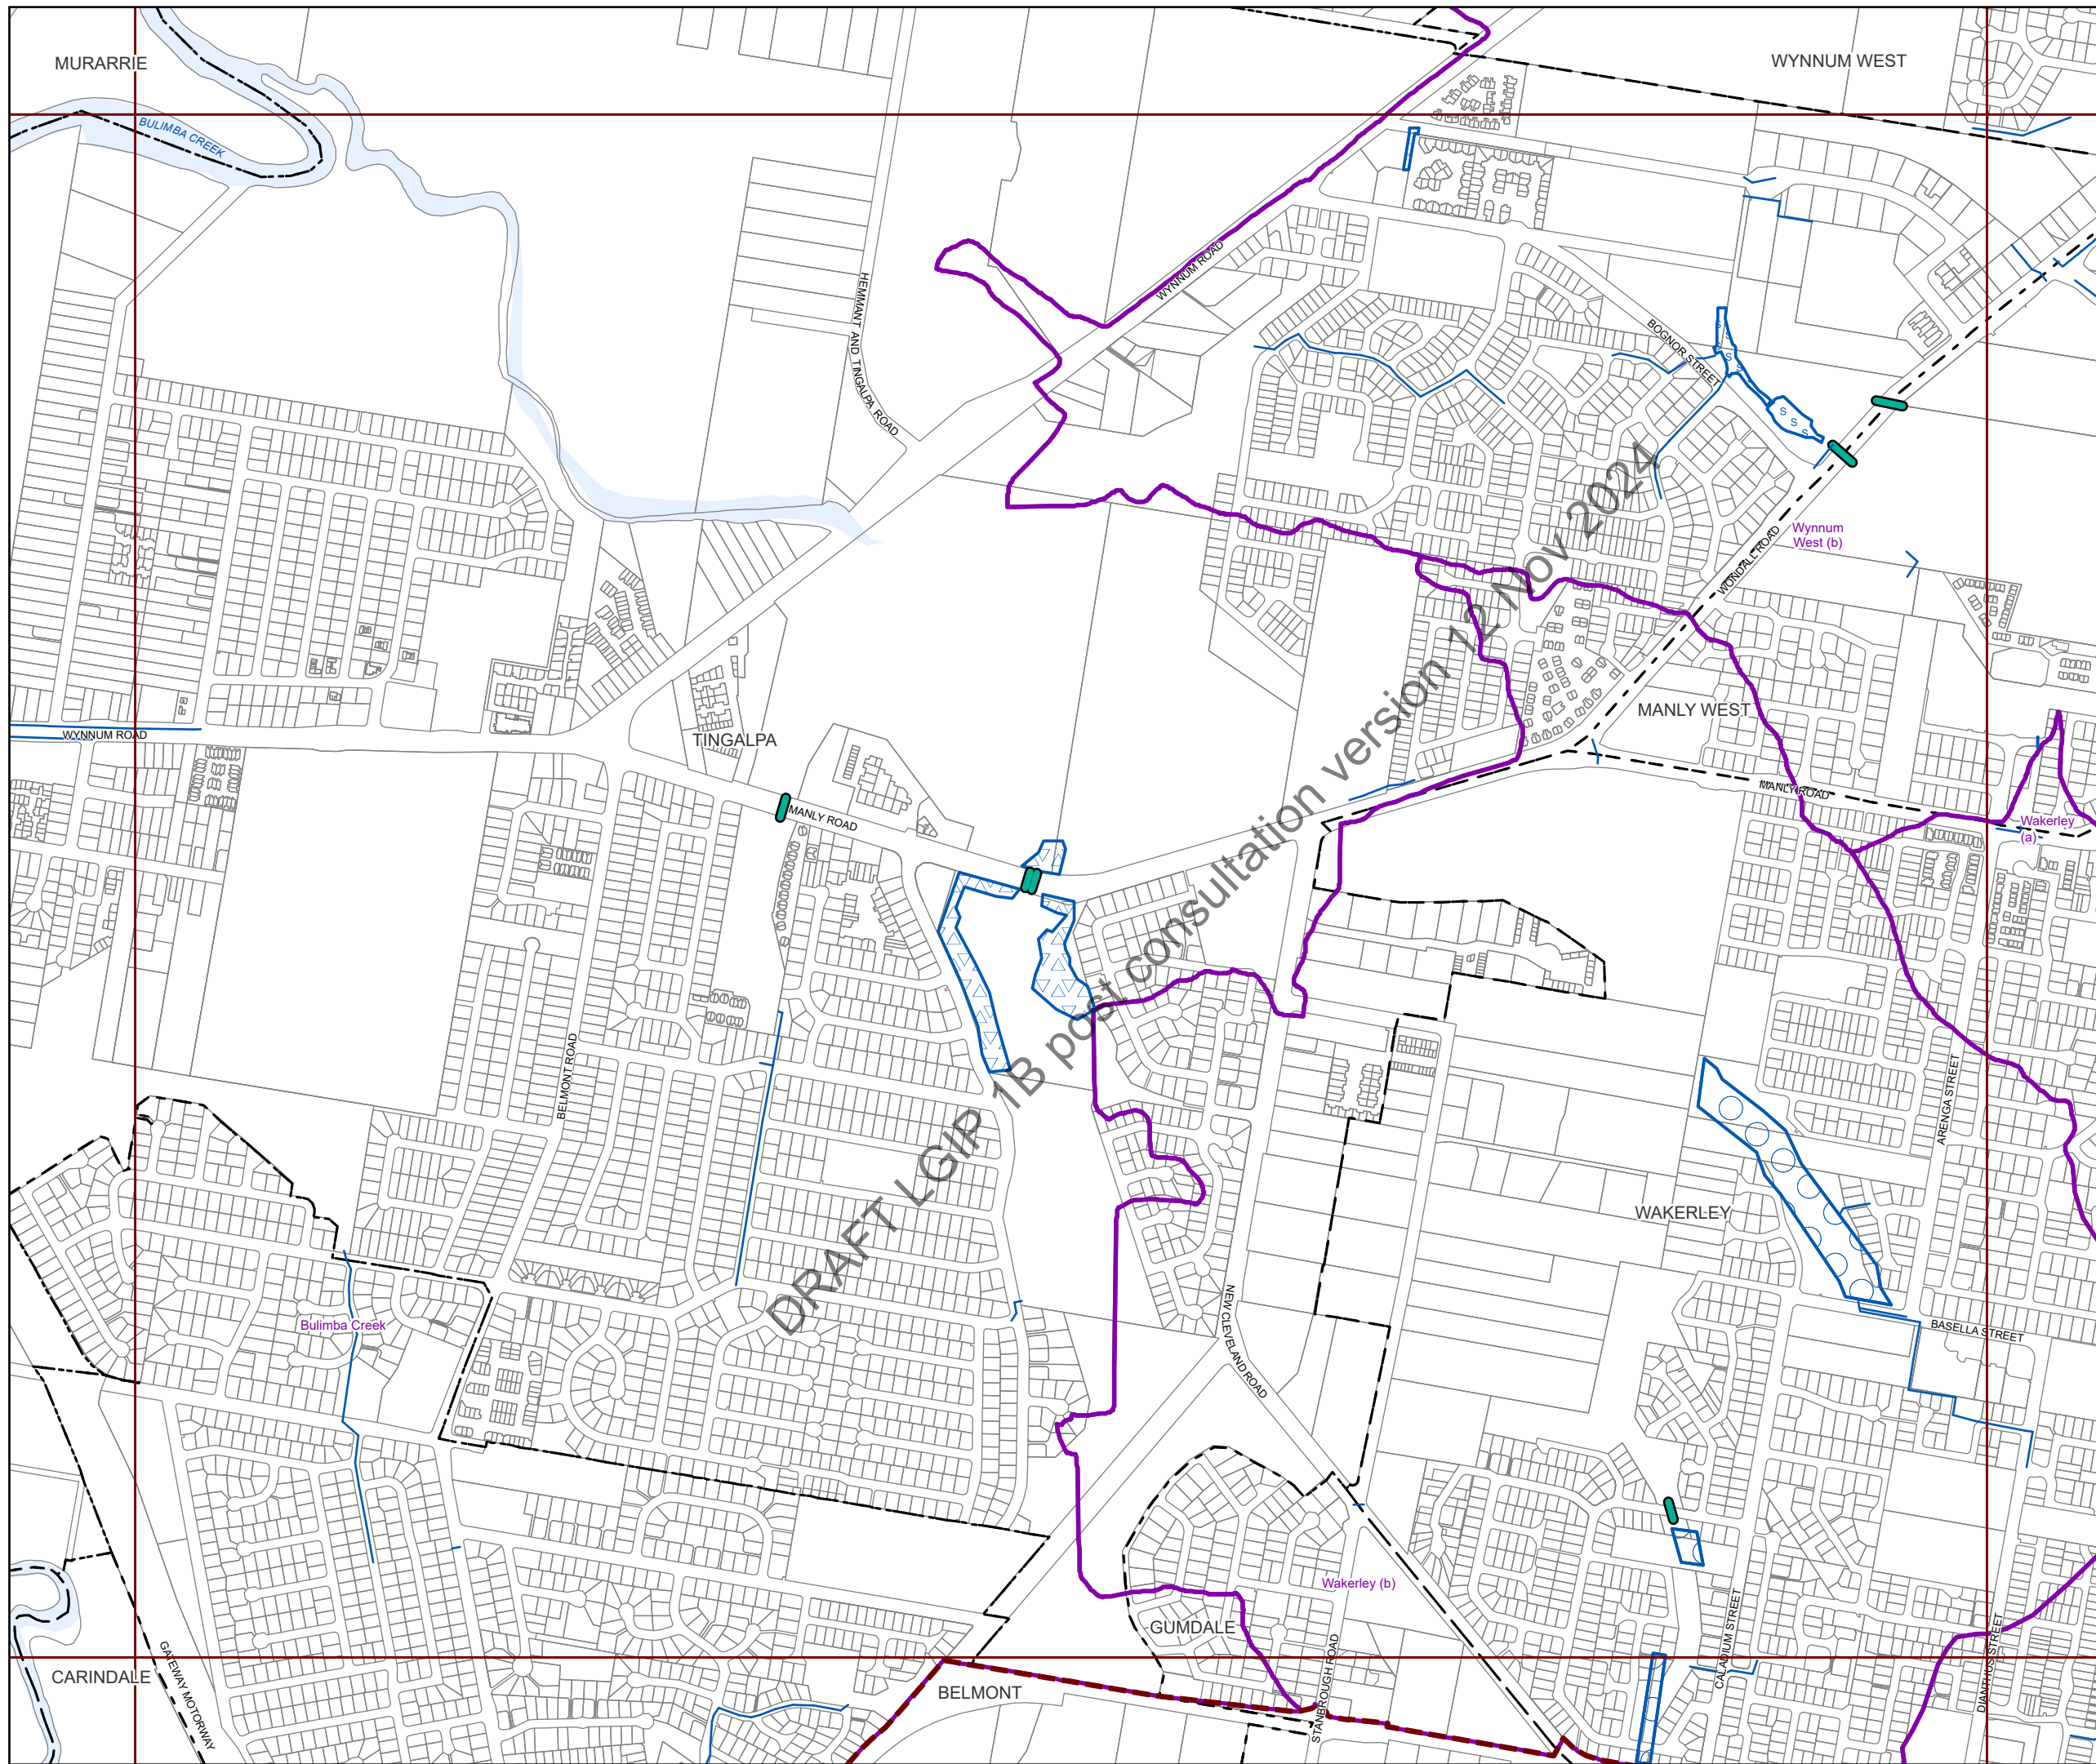 MURARRIE
WYNNUM WEST
BULIMBA CREEK
WYNNUM ROAD
HEMMANT AND TINGALPA ROAD
BOGNOR STREET
S
S
S
S
S
S
S
Wynnum
West (b)
WONDALL ROAD
MANLY WEST
WYNNUM ROAD
TINGALPA
MANLY ROAD
MANLY ROAD
Wakerley
(a)
BELMONT ROAD
ARENGA STREET
DRAFT LGIP 1B post consultation version 12 Nov 2024
WAKERLEY
Bulimba Creek
NEW CLEVELAND ROAD
BASELLA STREET
Wakerley (b)
GUMDALE
CALADIUM STREET
DIANTHUS STREET
STANBROUGH ROAD
GATEWAY MOTORWAY
CARINDALE
BELMONT